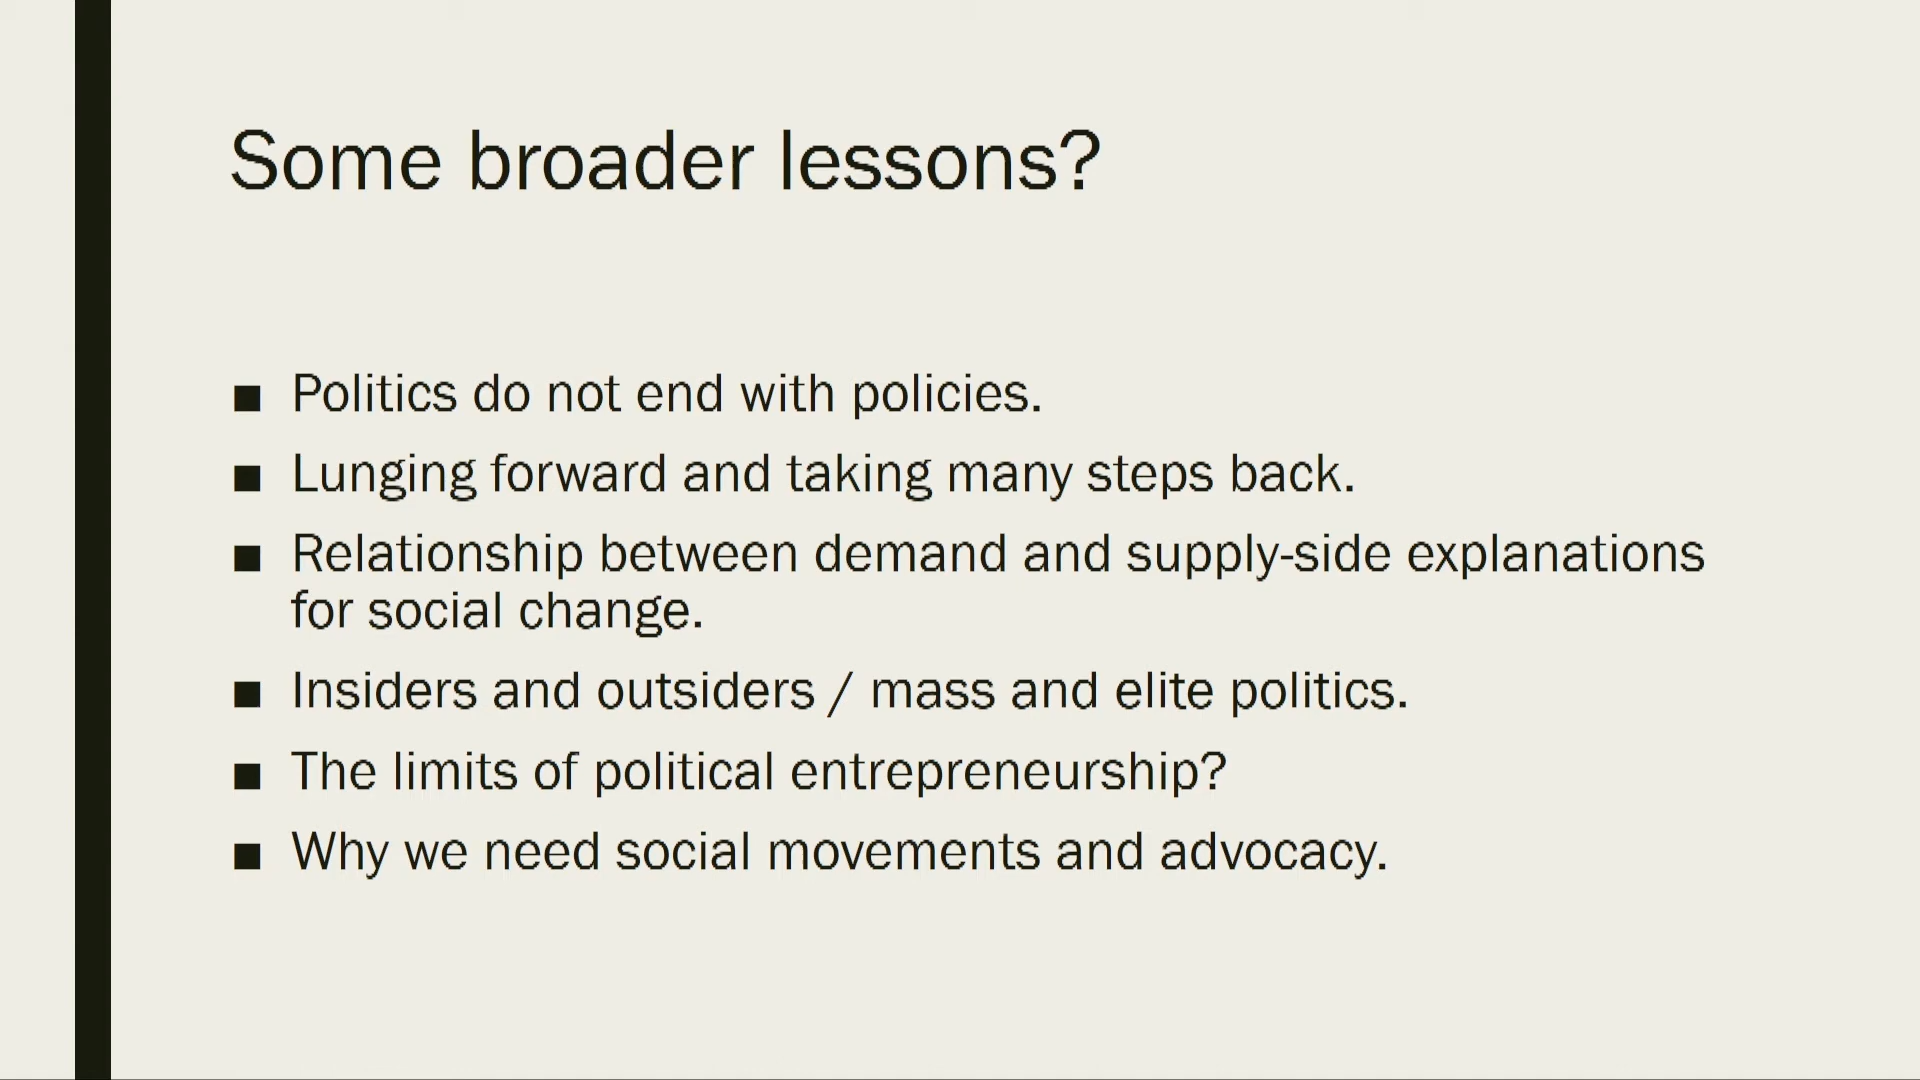 Some broader lessons?
■ Politics do not end with policies.
■ Lunging forward and taking many steps back.
■ Relationship between demand and supply-side explanations
for social change.
■ Insiders and outsiders / mass and elite politics.
■ The limits of political entrepreneurship?
■ Why we need social movements and advocacy.